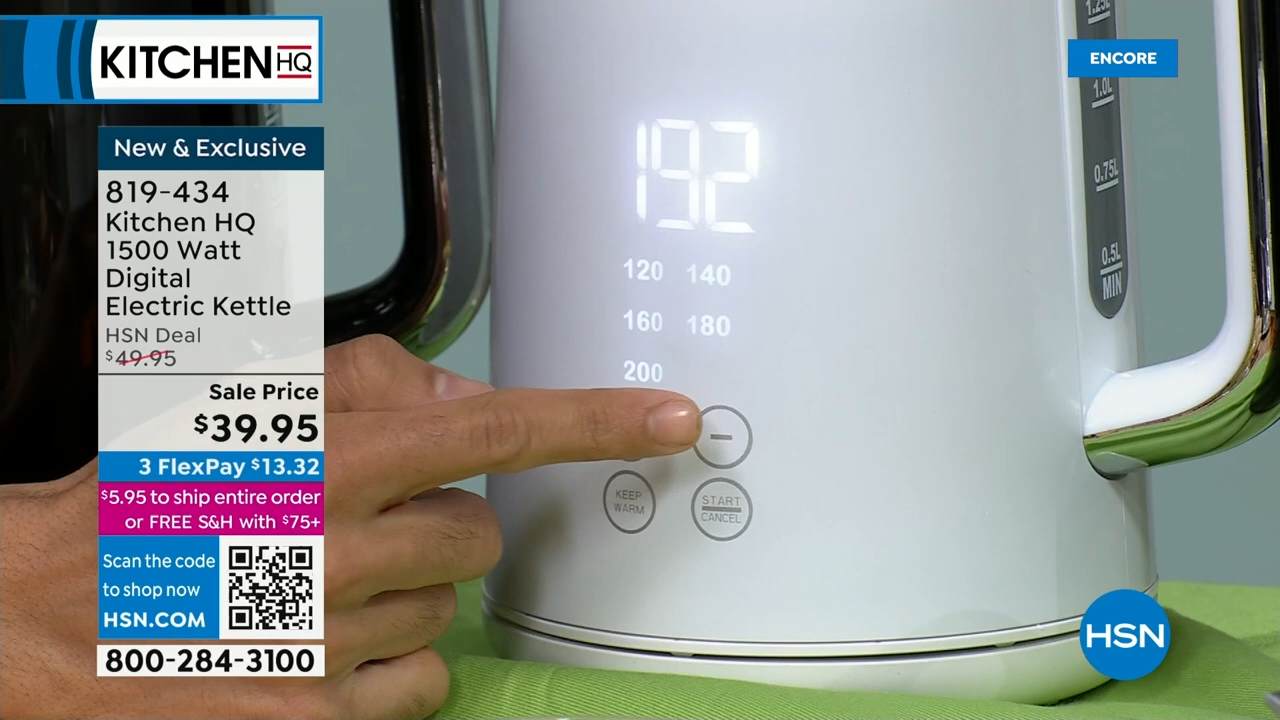 KITCHEN HQ
ENCORE
New & Exclusive
819-434
Kitchen HQ
1500 Watt
Digital
Electric Kettle
HSN Deal
$49.95
Sale Price
$39.95
3 FlexPay $13.32
$5.95 to ship entire order
or FREE S&H with $75+
Scan the code
to shop now
HSN.COM
800-284-3100
192
120 140
160 180
200
KEEP
WARM
START
CANCEL
1.25L
1.0L
0.75L
0.5L
MIN
HSN